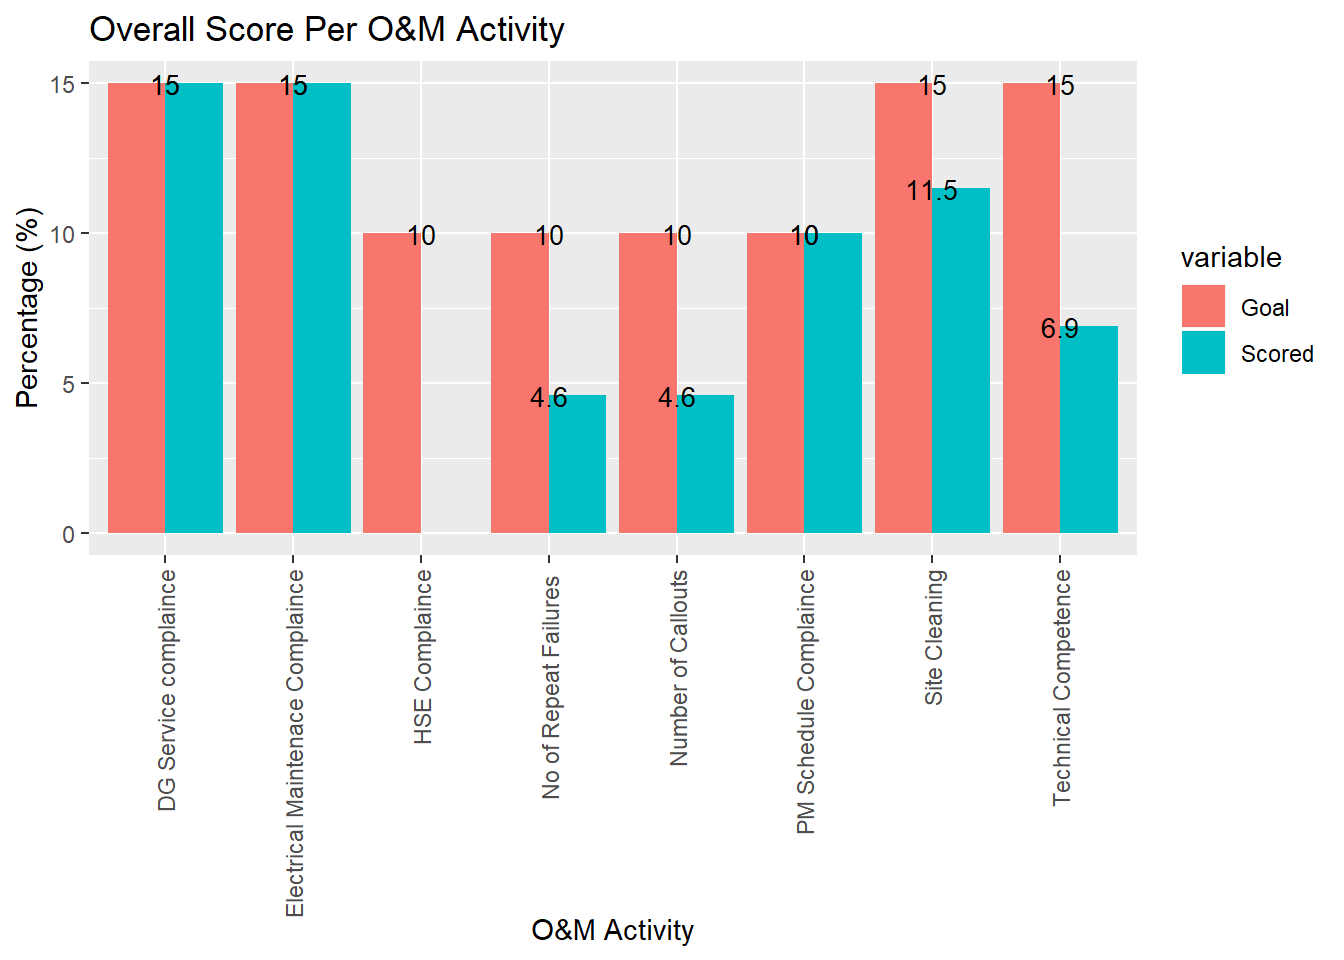 Overall Score Per O&M Activity
Percentage (%)
15
10
5
0
15
15
10
10
4.6
10
4.6
10
15
11.5
15
6.9
variable
Goal
Scored
DG Service complaince
Electrical Maintenace Complaince
HSE Complaince
No of Repeat Failures
Number of Callouts
PM Schedule Complaince
Site Cleaning
Technical Competence
O&M Activity